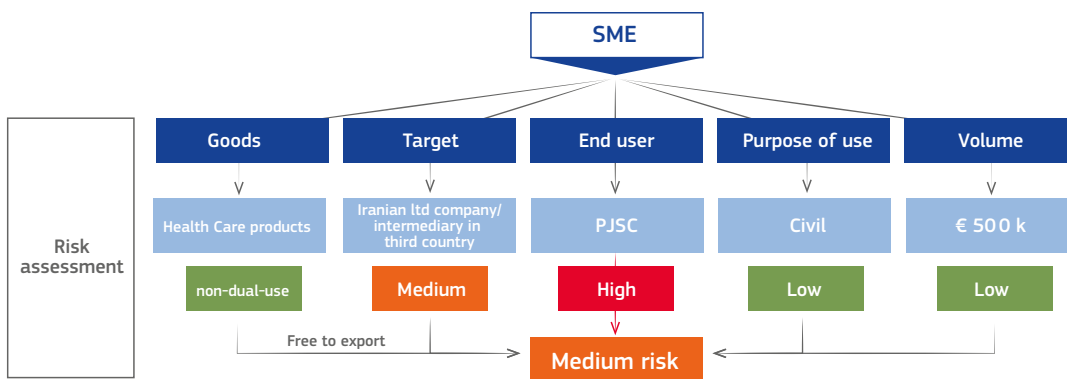 SME
Goods
Target
End user
Purpose of use
Volume
Health Care products
Iranian ltd company/
intermediary in
third country
PJSC
Civil
€ 500 k
Risk
assessment
non-dual-use
Medium
High
Low
Low
Free to export
Medium risk